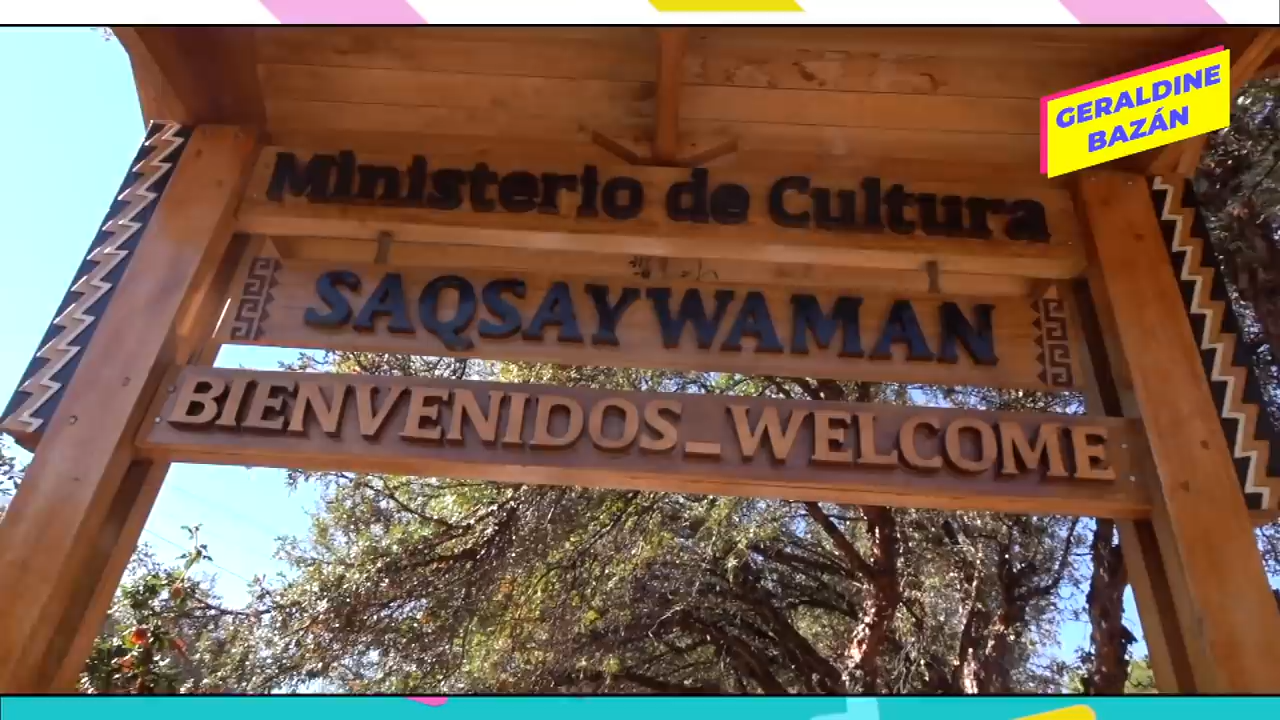 GERALDINE
BAZÁN
Ministerio de Cultura
SAQSAYWAMAN
BIENVENIDOS_WELCOME